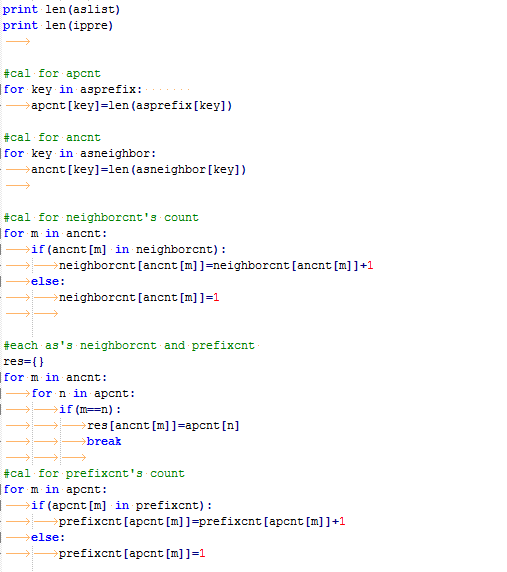 print len(aslist)
print len(ippre)
#cal for apcnt
for key in asprefix:
apcnt[key]=len(asprefix[key])
#cal for ancnt
for key in asneighbor:
ancnt[key]=len(asneighbor[key])
#cal for neighborcnt's count
for m in ancnt:
if(ancnt[m] in neighborcnt):
neighborcnt[ancnt[m]]=neighborcnt[ancnt[m]]+1
else:
neighborcnt[ancnt[m]]=1
#each as's neighborcnt and prefixcnt
res={}
for m in ancnt:
for n in apcnt:
if(m==n):
res[ancnt[m]]=apcnt[n]
break
#cal for prefixcnt's count
for m in apcnt:
if(apcnt[m] in prefixcnt):
prefixcnt[apcnt[m]]=prefixcnt[apcnt[m]]+1
else:
prefixcnt[apcnt[m]]=1